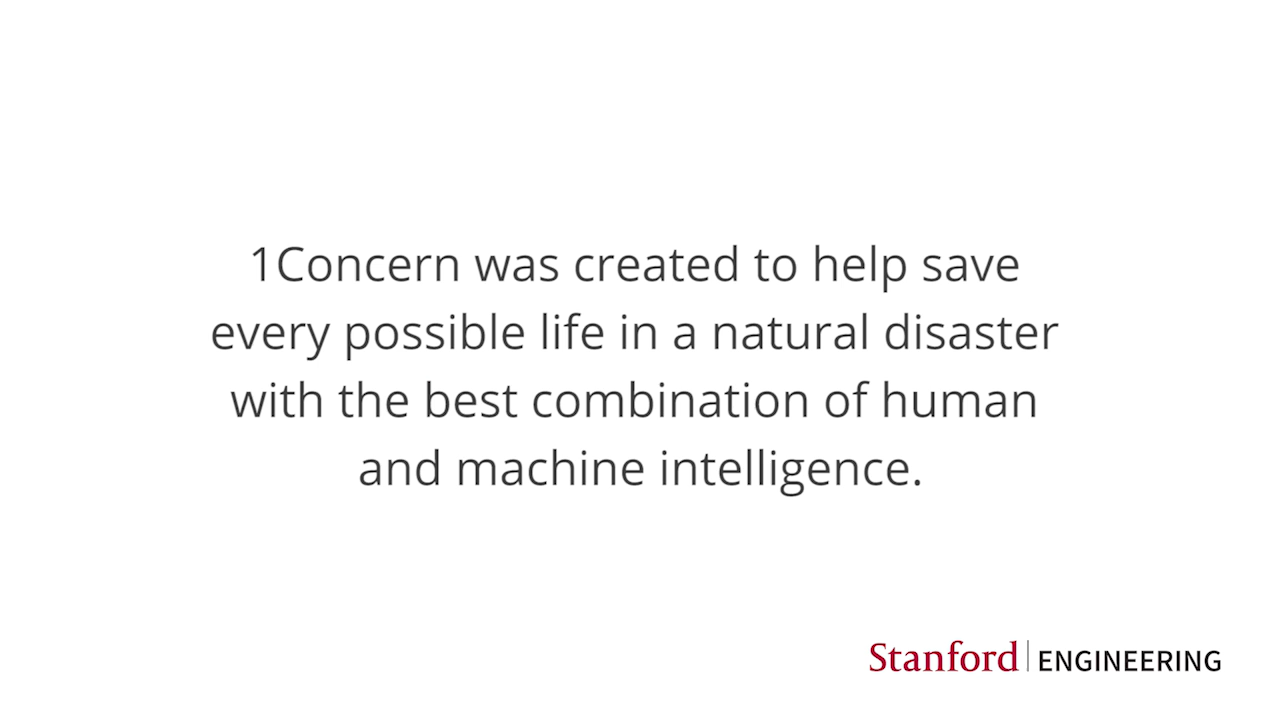 1Concern was created to help save
every possible life in a natural disaster
with the best combination of human
and machine intelligence.
Stanford | ENGINEERING